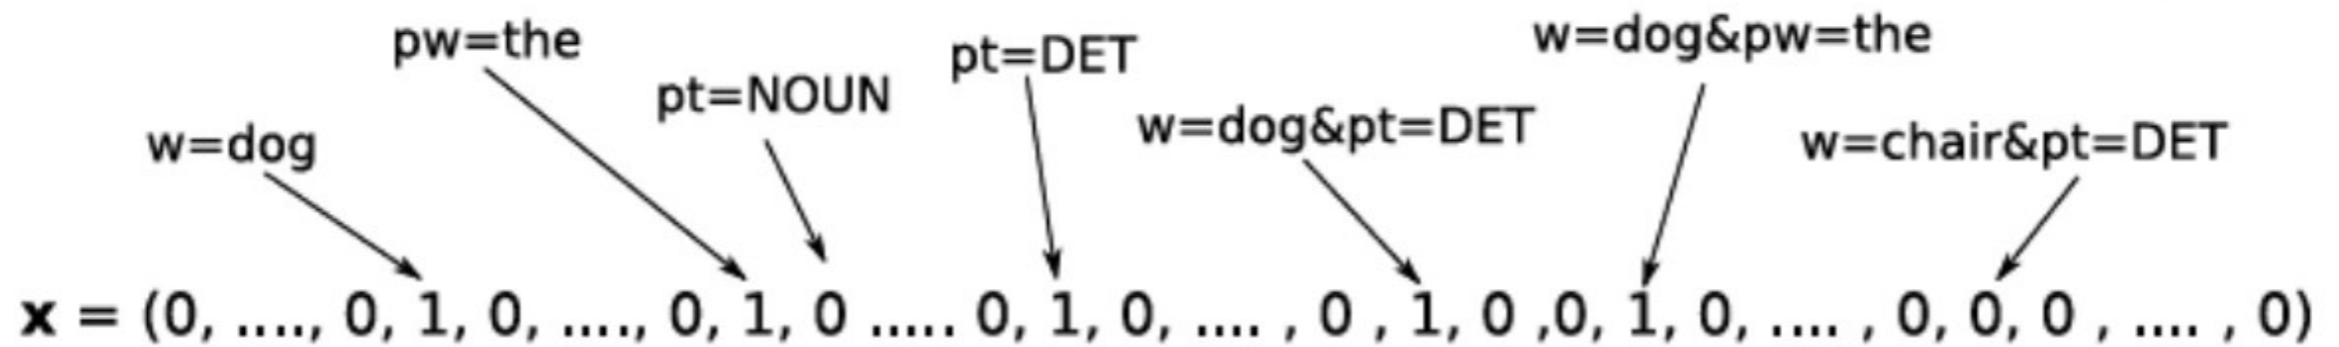 pw=the
pt=NOUN
pt=DET
w=dog&pw=the
w=dog
w=dog&pt=DET
w=chair&pt=DET
x = (0, ...., 0, 1, 0, ...., 0, 1, 0 ..... 0, 1, 0, .... , 0 , 1, 0 ,0, 1, 0, .... , 0, 0, 0 , .... , 0)